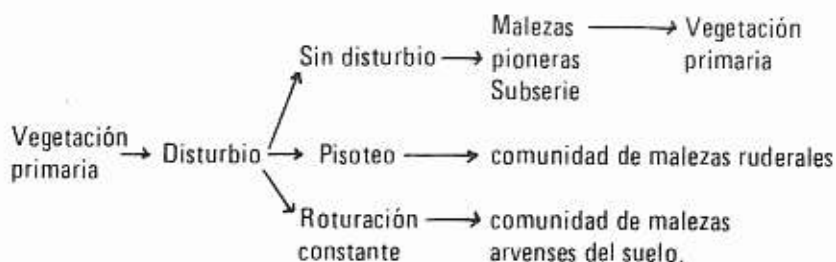 Malezas → Vegetación
Sin disturbio → pioneras primaria
Subserie
Vegetación
primaria → Disturbio → Pisoteo → comunidad de malezas ruderales
Roturación → comunidad de malezas
constante arvenses del suelo.